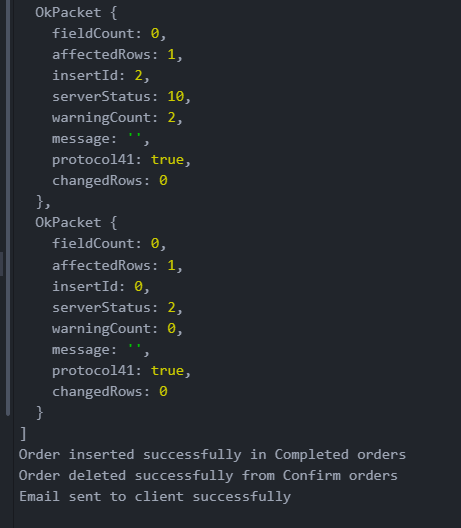 OkPacket {
fieldCount: 0,
affectedRows: 1,
insertId: 2,
serverStatus: 10,
warningCount: 2,
message: '',
protocol41: true,
changedRows: 0
},
OkPacket {
fieldCount: 0,
affectedRows: 1,
insertId: 0,
serverStatus: 2,
warningCount: 0,
message: '',
protocol41: true,
changedRows: 0
}
]
Order inserted successfully in Completed orders
Order deleted successfully from Confirm orders
Email sent to client successfully